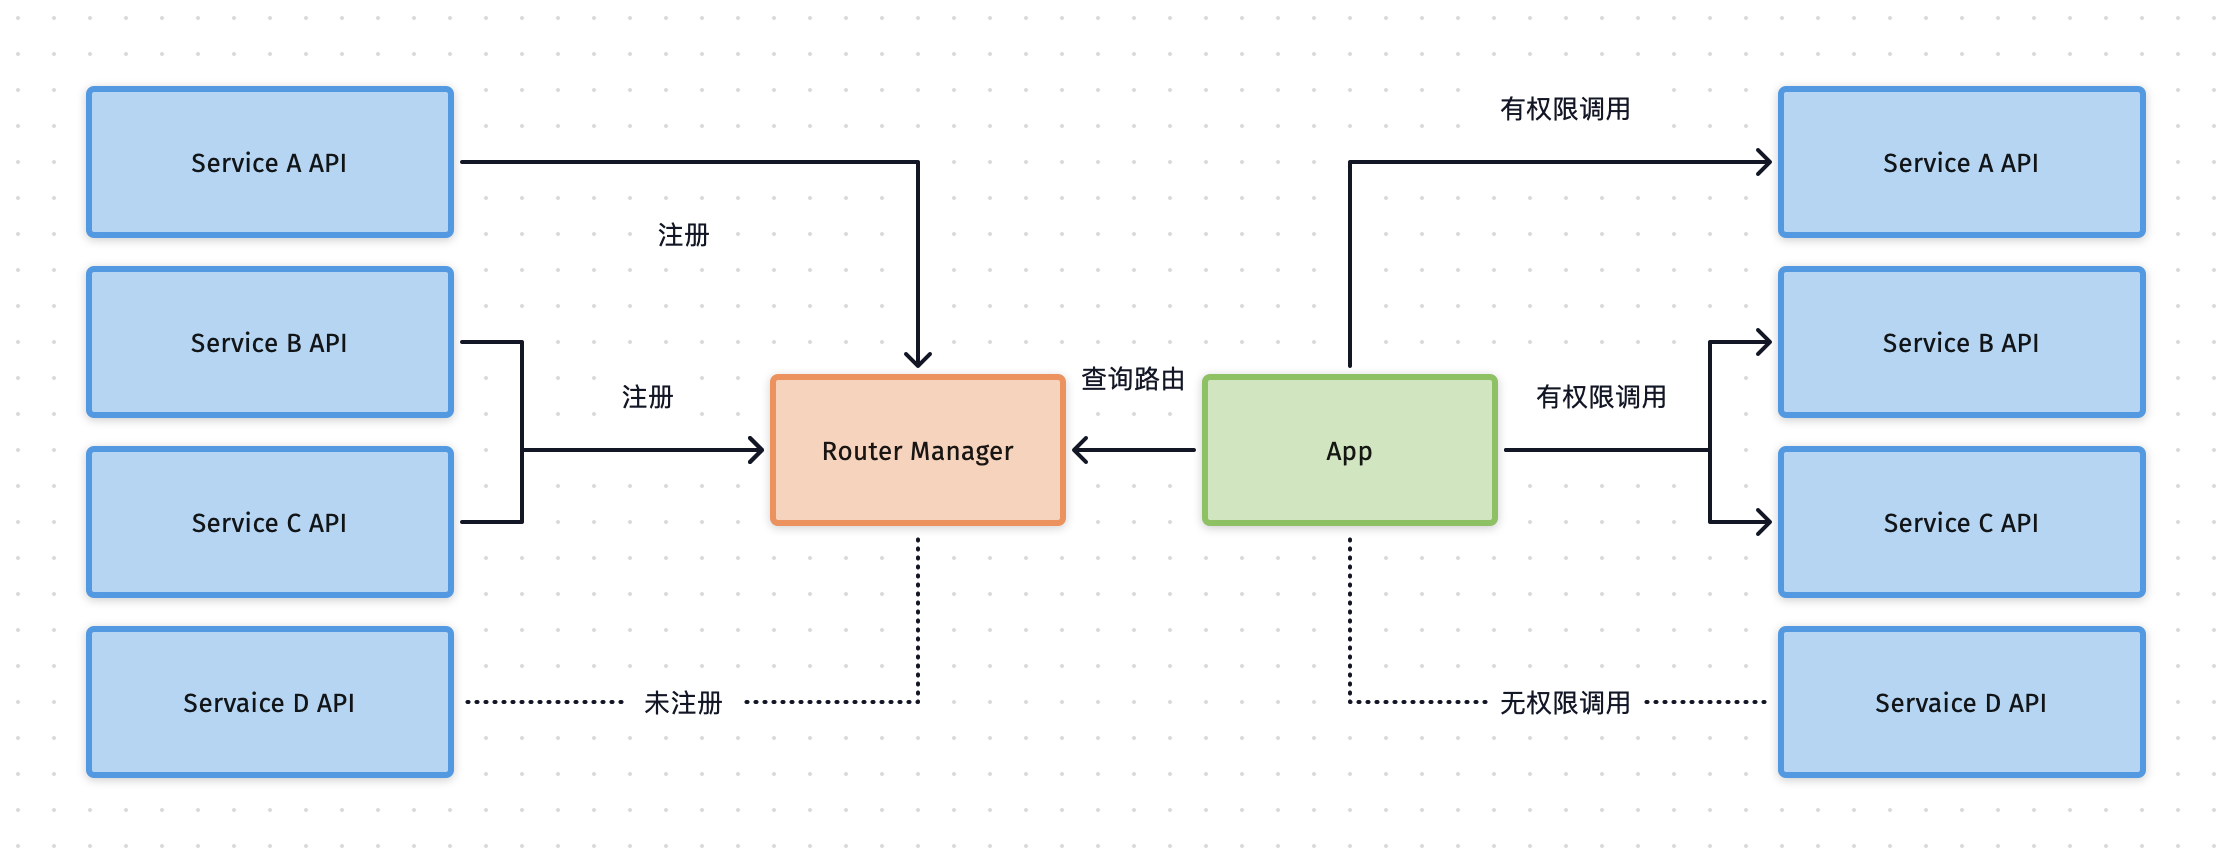 有权限调用
Service A API
Service A API
注册
Service B API
Service B API
查询路由
注册
有权限调用
Router Manager
App
Service C API
Service C API
Servaice D API
未注册
无权限调用
Servaice D API